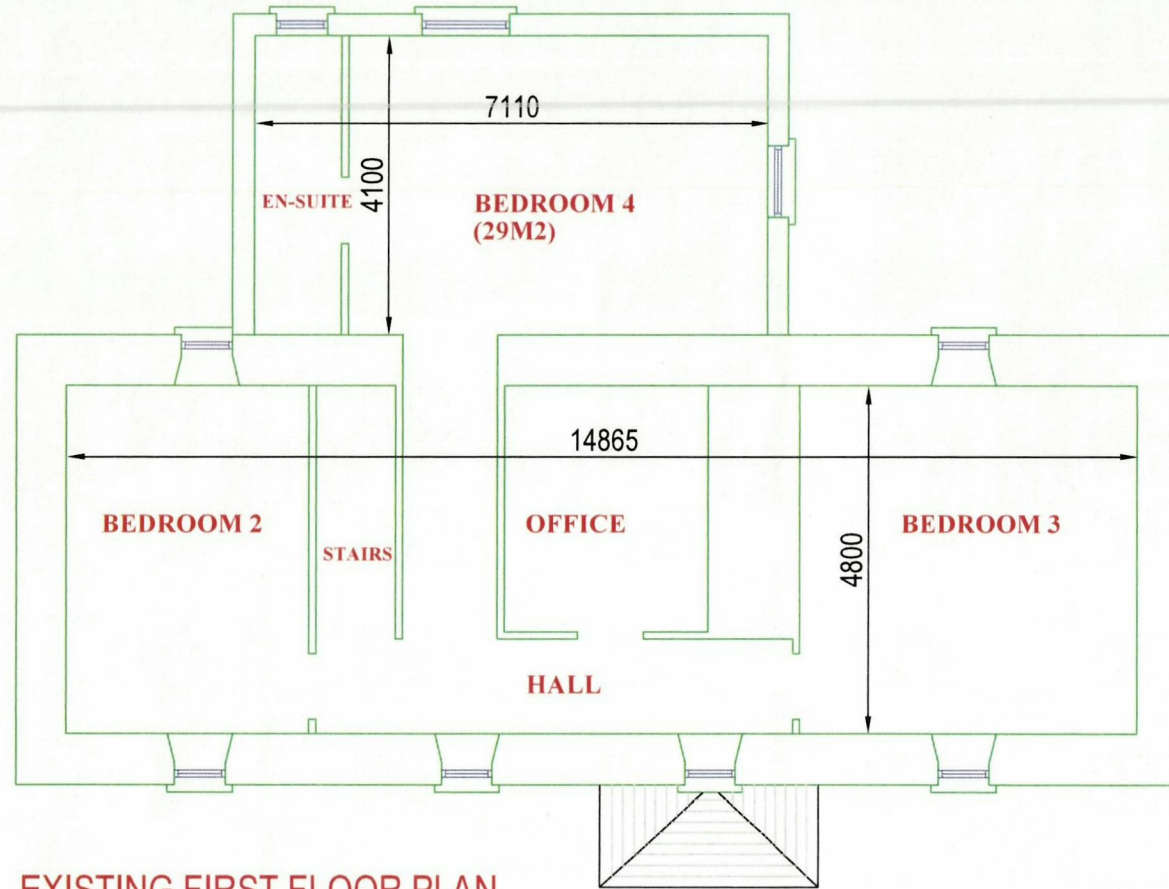 7110
4100
EN-SUITE
BEDROOM 4
(29M2)
14865
BEDROOM 2
OFFICE
BEDROOM 3
STAIRS
4800
HALL
EXISTING FIRST FLOOR PLAN